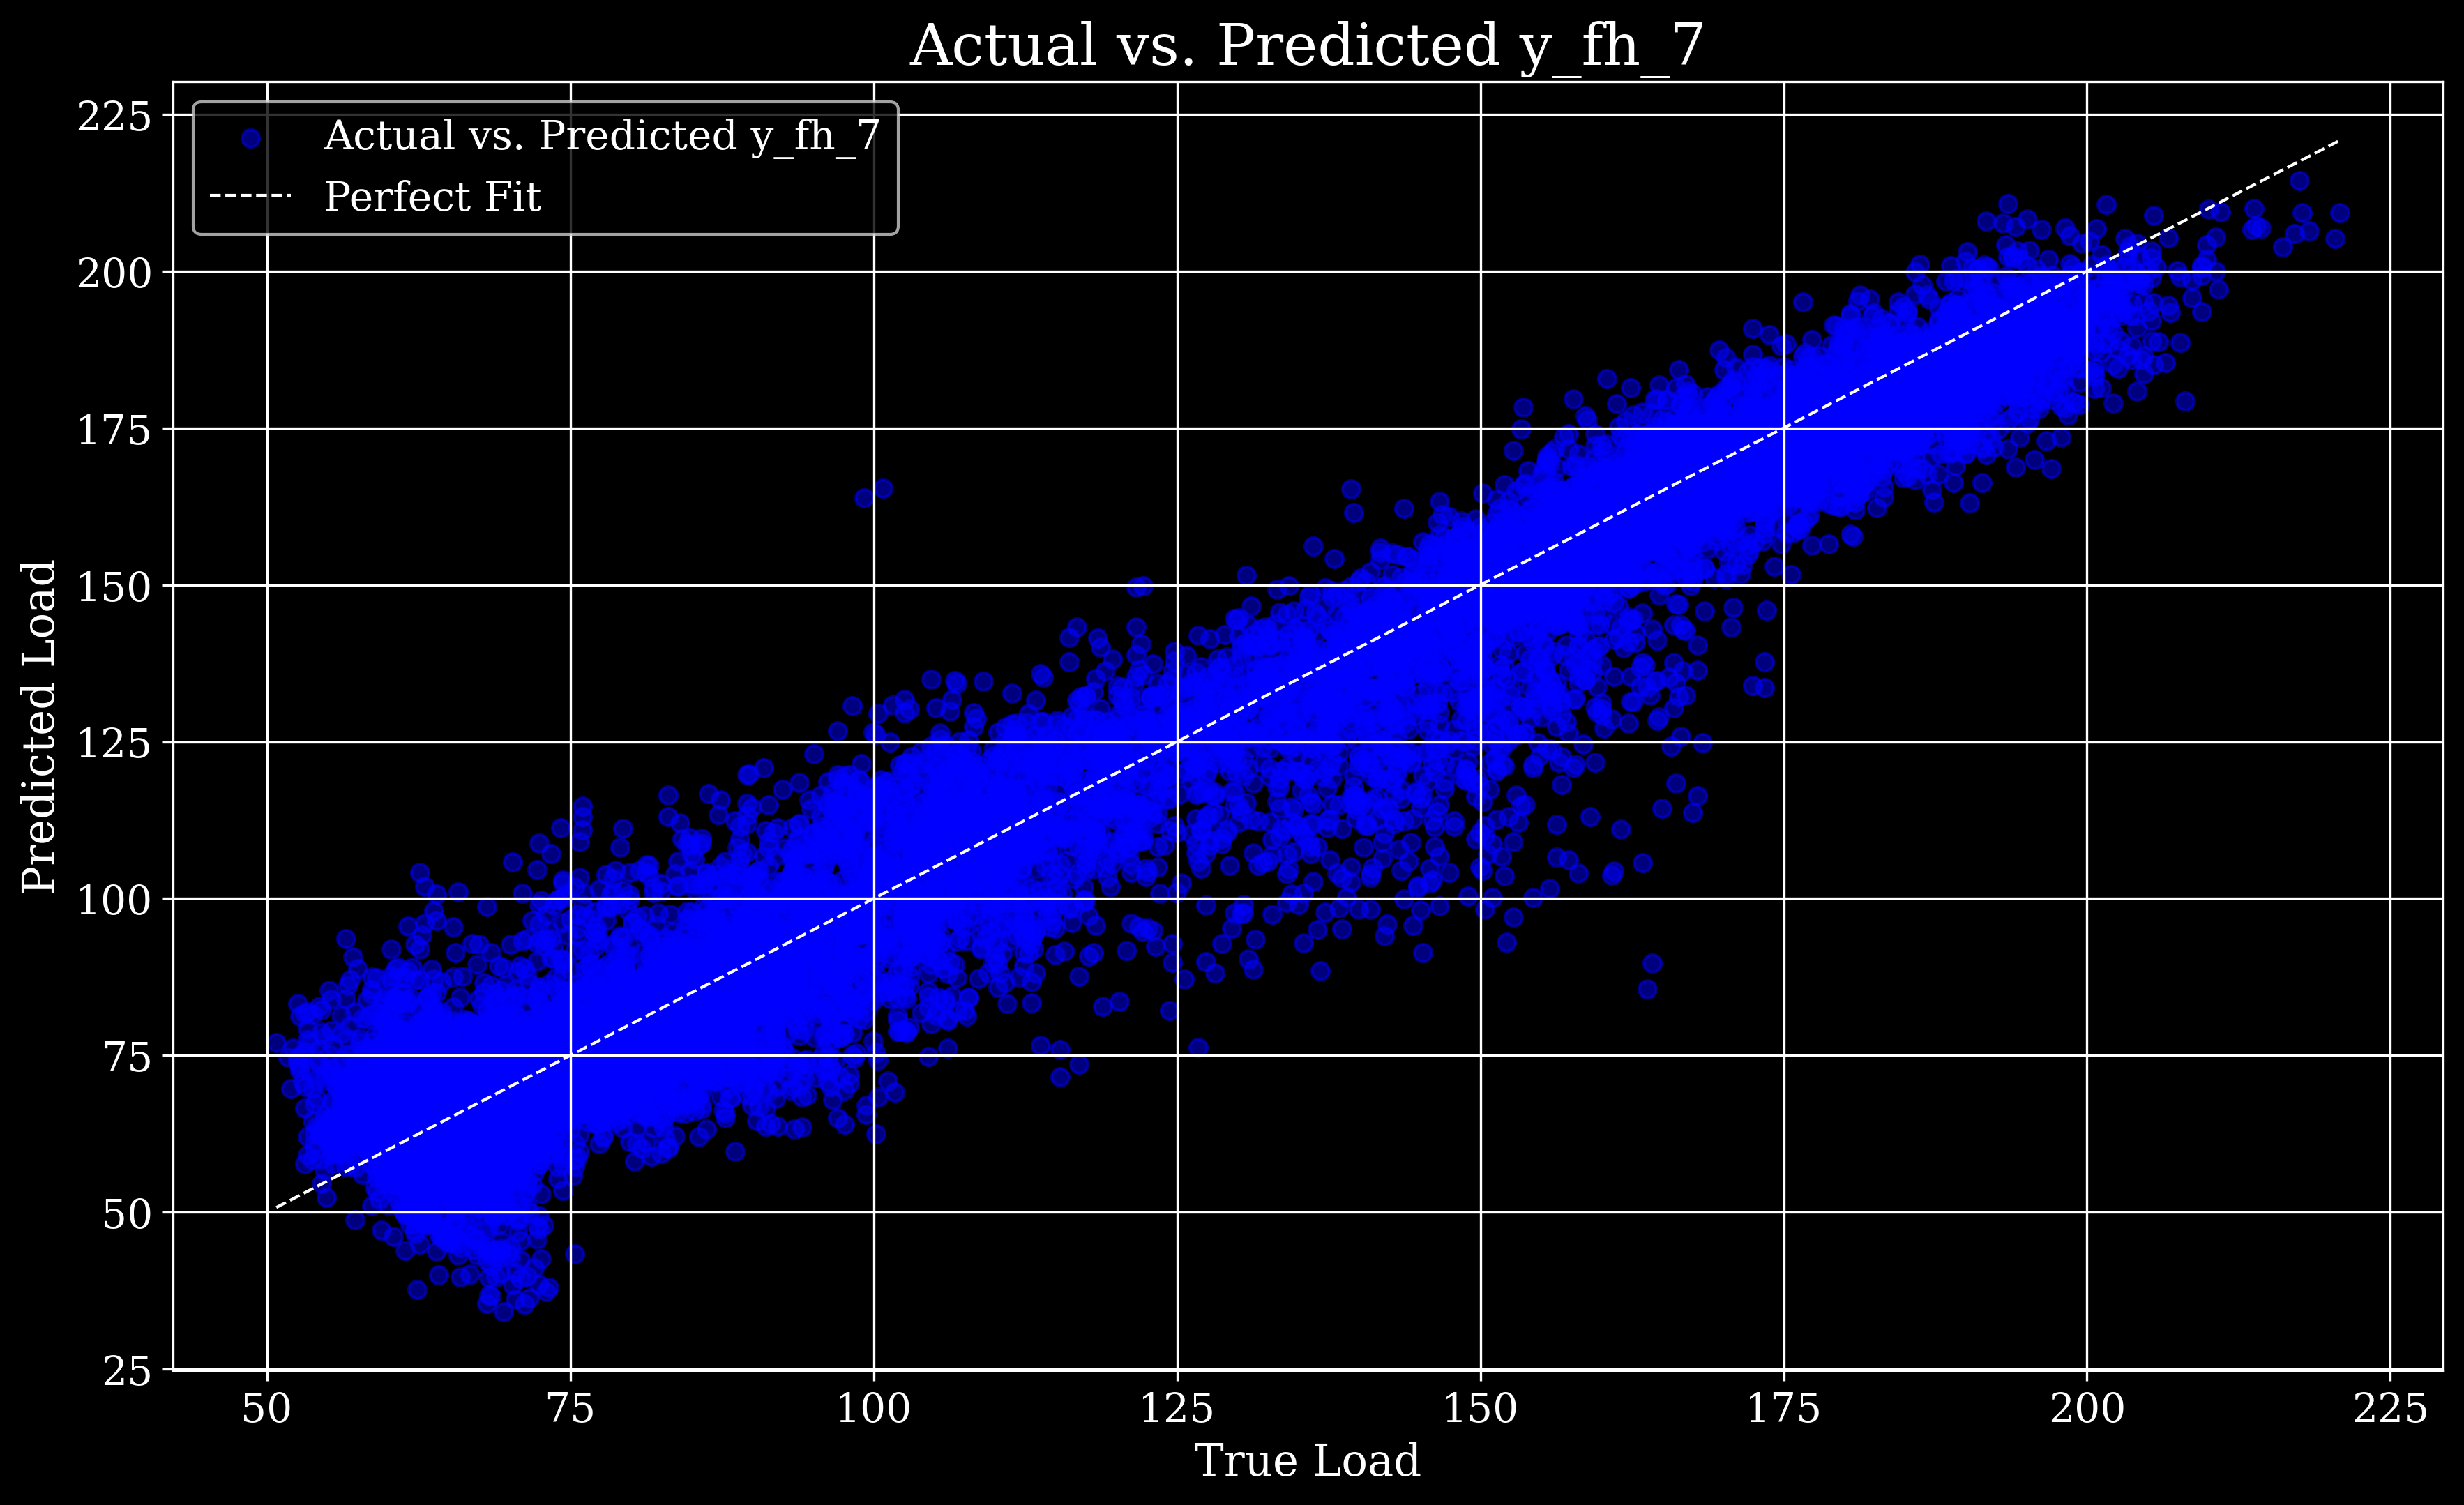 Actual vs. Predicted y_fh_7
Actual vs. Predicted y_fh_7
Perfect Fit
Predicted Load
225
200
175
150
125
100
75
50
25
50 75 100 125 150 175 200 225
True Load